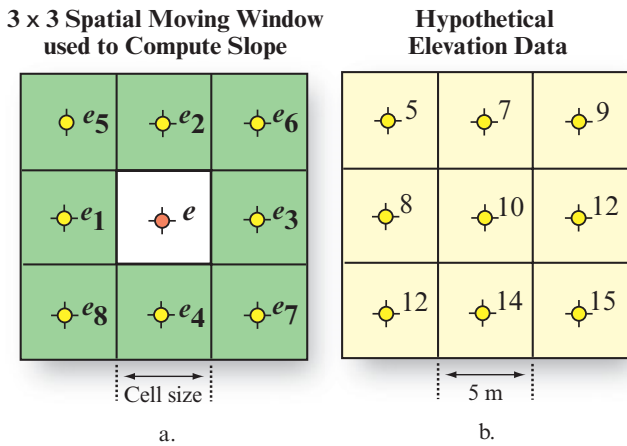 3 x 3 Spatial Moving Window
used to Compute Slope
e5 e2 e6
e1 e e3
e8 e4 e7
Cell size
a.
Hypothetical
Elevation Data
5 7 9
8 10 12
12 14 15
5 m
b.